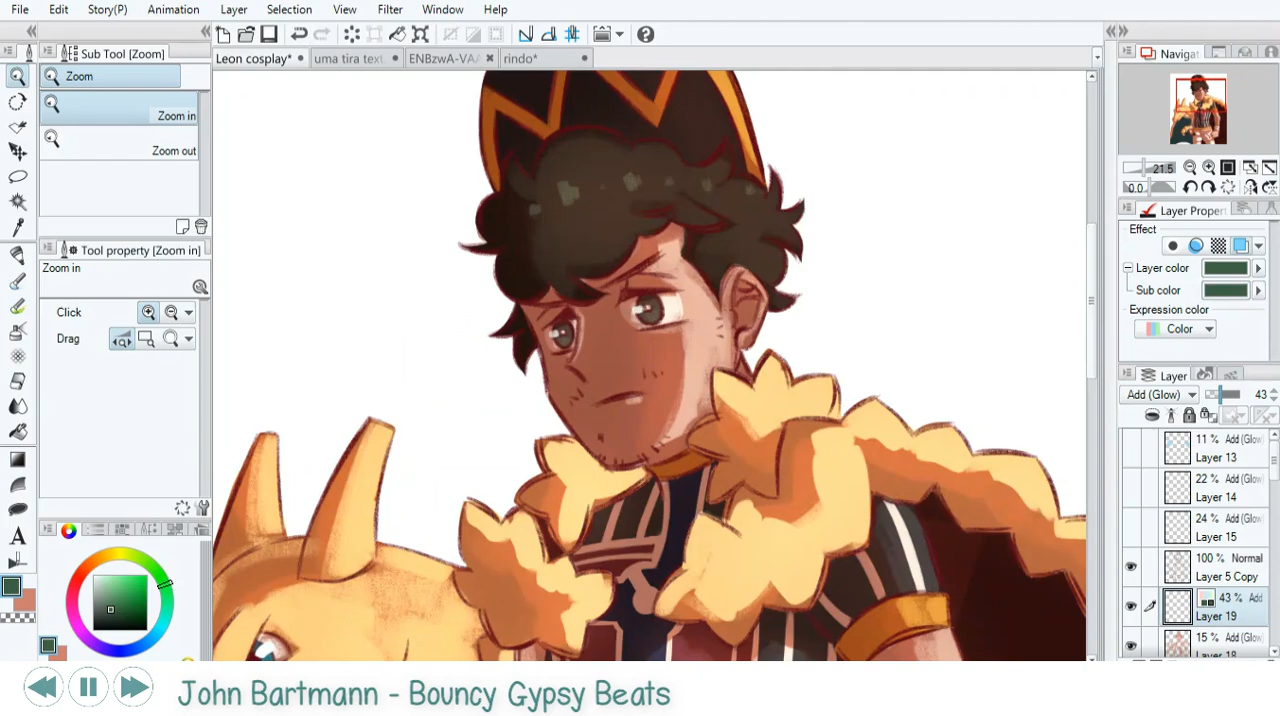 File Edit Story(P) Animation Layer Selection View Filter Window Help
Sub Tool [Zoom]
Zoom
Zoom in
Zoom out
Tool property [Zoom in]
Zoom in
Click
Drag
A
Leon cosplay*
uma tira text
ENBzwA-VA
rindo*
Navigat
21.5
0.0
Layer Propert
Effect
Layer color
Sub color
Expression color
Color
Layer
Add (Glow) 43
11 % Add (Glow)
Layer 13
22 % Add (Glow)
Layer 14
24 % Add (Glow)
Layer 15
100 % Normal
Layer 5 Copy
43 % Add
Layer 19
15 % Add (Glow)
Layer 18
John Bartmann - Bouncy Gypsy Beats